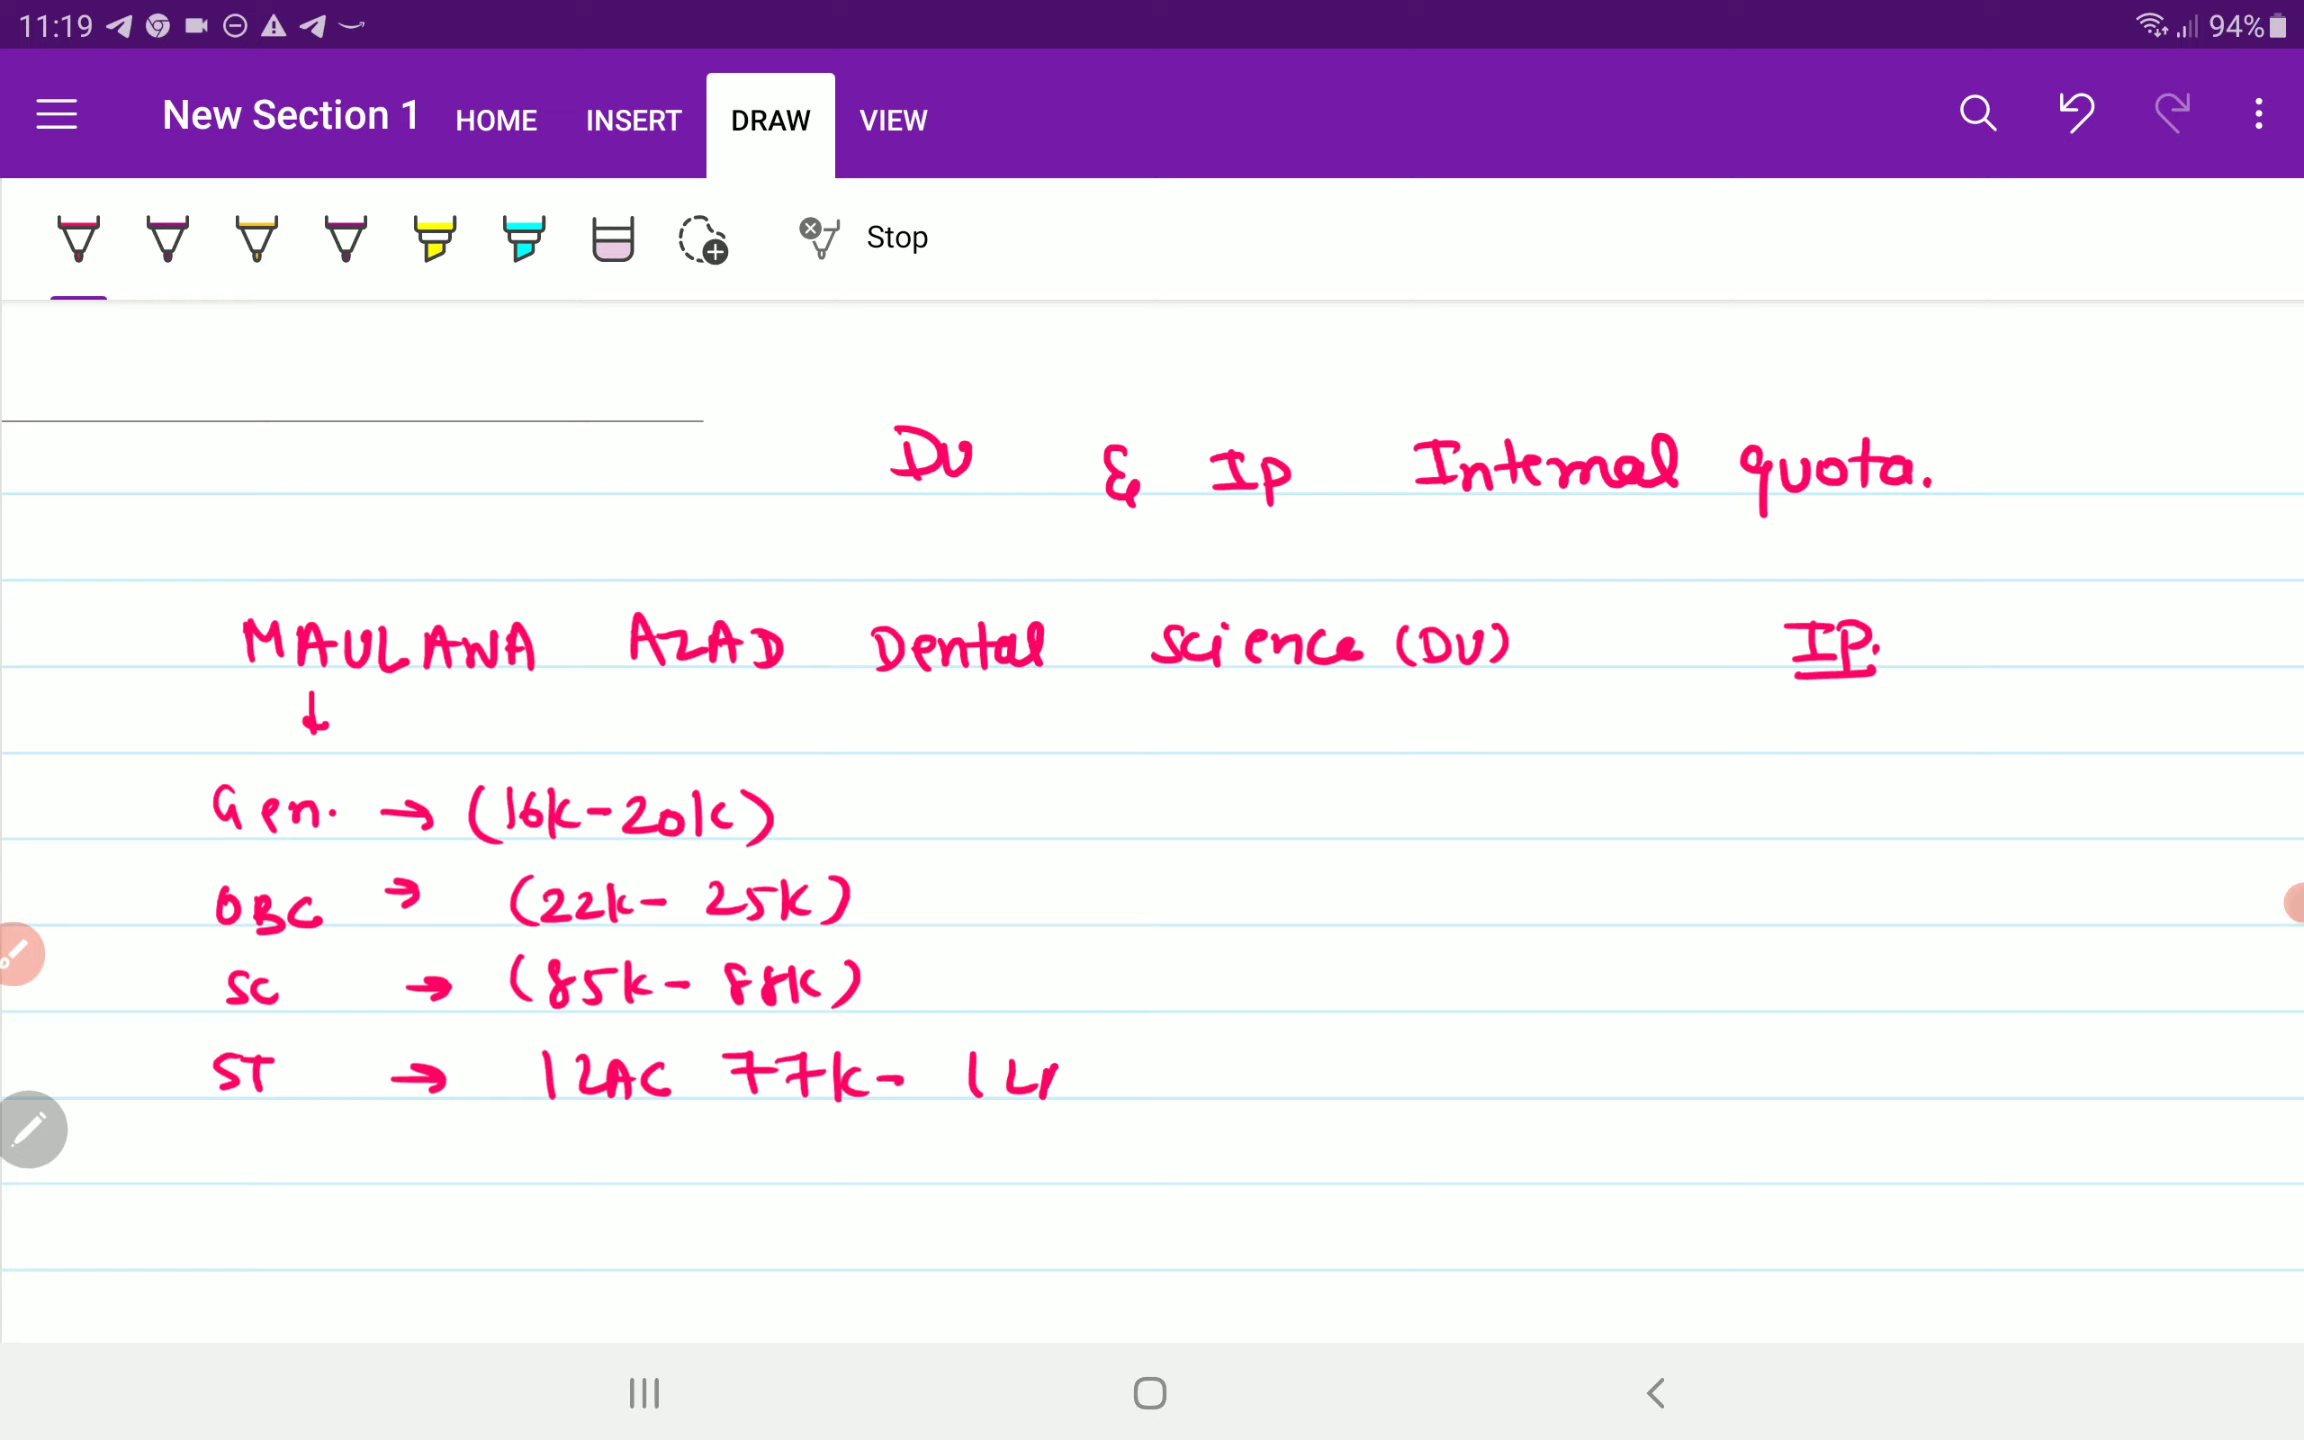 11:19 94%
New Section 1 HOME INSERT DRAW VIEW
Stop
DU & Ip Internal quota.
MAULANA AZAD Dental science (DU) IP.
Gen. → (16k-20k)
OBC → (22k- 25k)
SC → (85k- 88k)
ST → 1 LAC 77k- 1